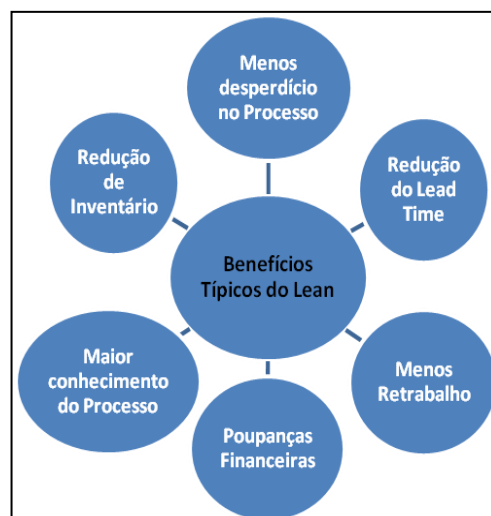 Menos
desperdício
no Processo
Redução
de
Inventário
Redução
do Lead
Time
Benefícios
Típicos do Lean
Maior
conhecimento
do Processo
Menos
Retrabalho
Poupanças
Financeiras